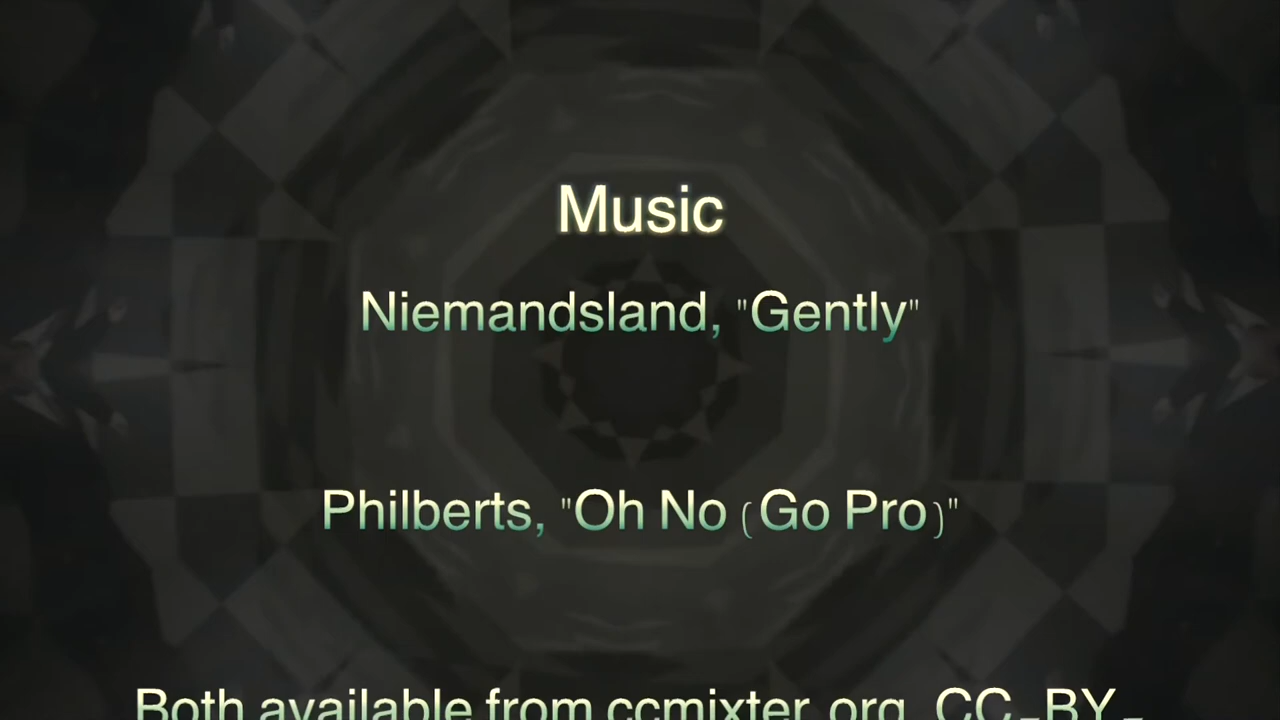 Music
Niemandsland, "Gently"
Philberts, "Oh No (Go Pro)"
Both available from ccmixter.org, CC-BY-